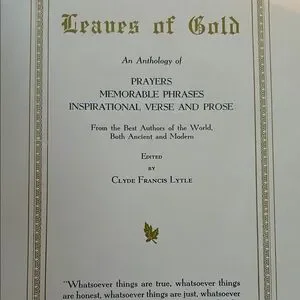 Leaves of Gold
An Anthology of
PRAYERS
MEMORABLE PHRASES
INSPIRATIONAL VERSE AND PROSE
From the Best Authors of the World,
Both Ancient and Modern
EDITED
BY
CLYDE FRANCIS LYTLE
"Whatsoever things are true, whatsoever things
are honest, whatsoever things are just, whatsoever